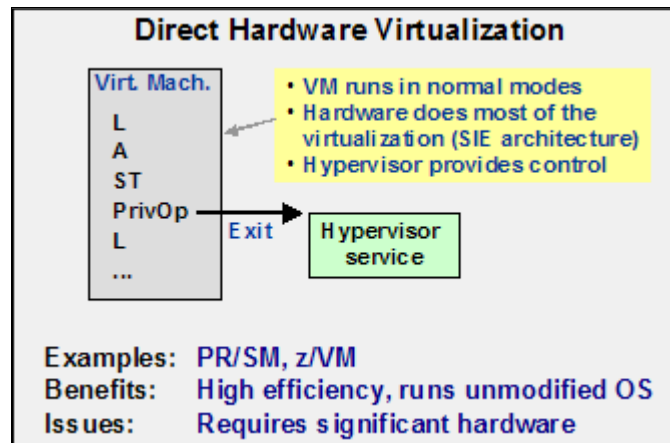 Direct Hardware Virtualization
Virt. Mach.
L
A
ST
PrivOp
L
...
• VM runs in normal modes
• Hardware does most of the
virtualization (SIE architecture)
• Hypervisor provides control
Exit
Hypervisor
service
Examples: PR/SM, z/VM
Benefits: High efficiency, runs unmodified OS
Issues: Requires significant hardware